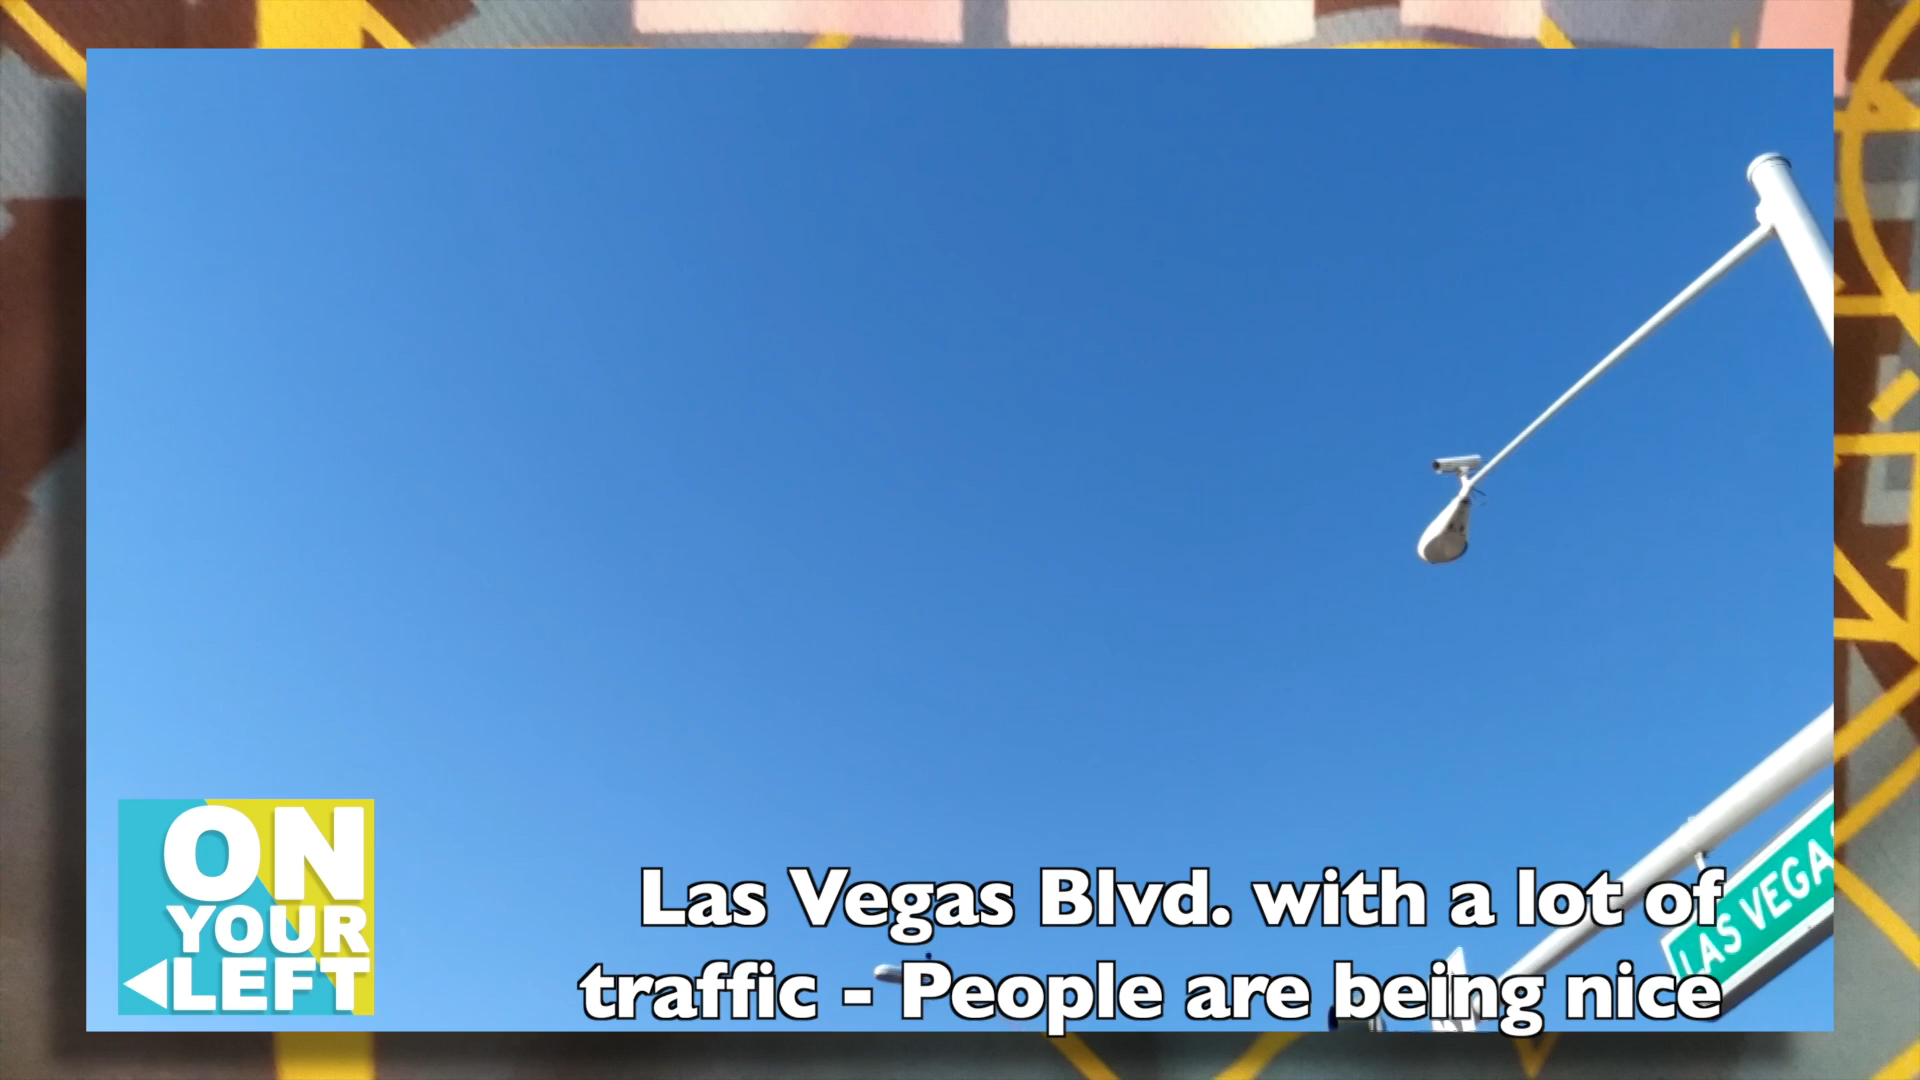 ON
YOUR
LEFT
Las Vegas Blvd. with a lot of
traffic - People are being nice
LAS VEGAS